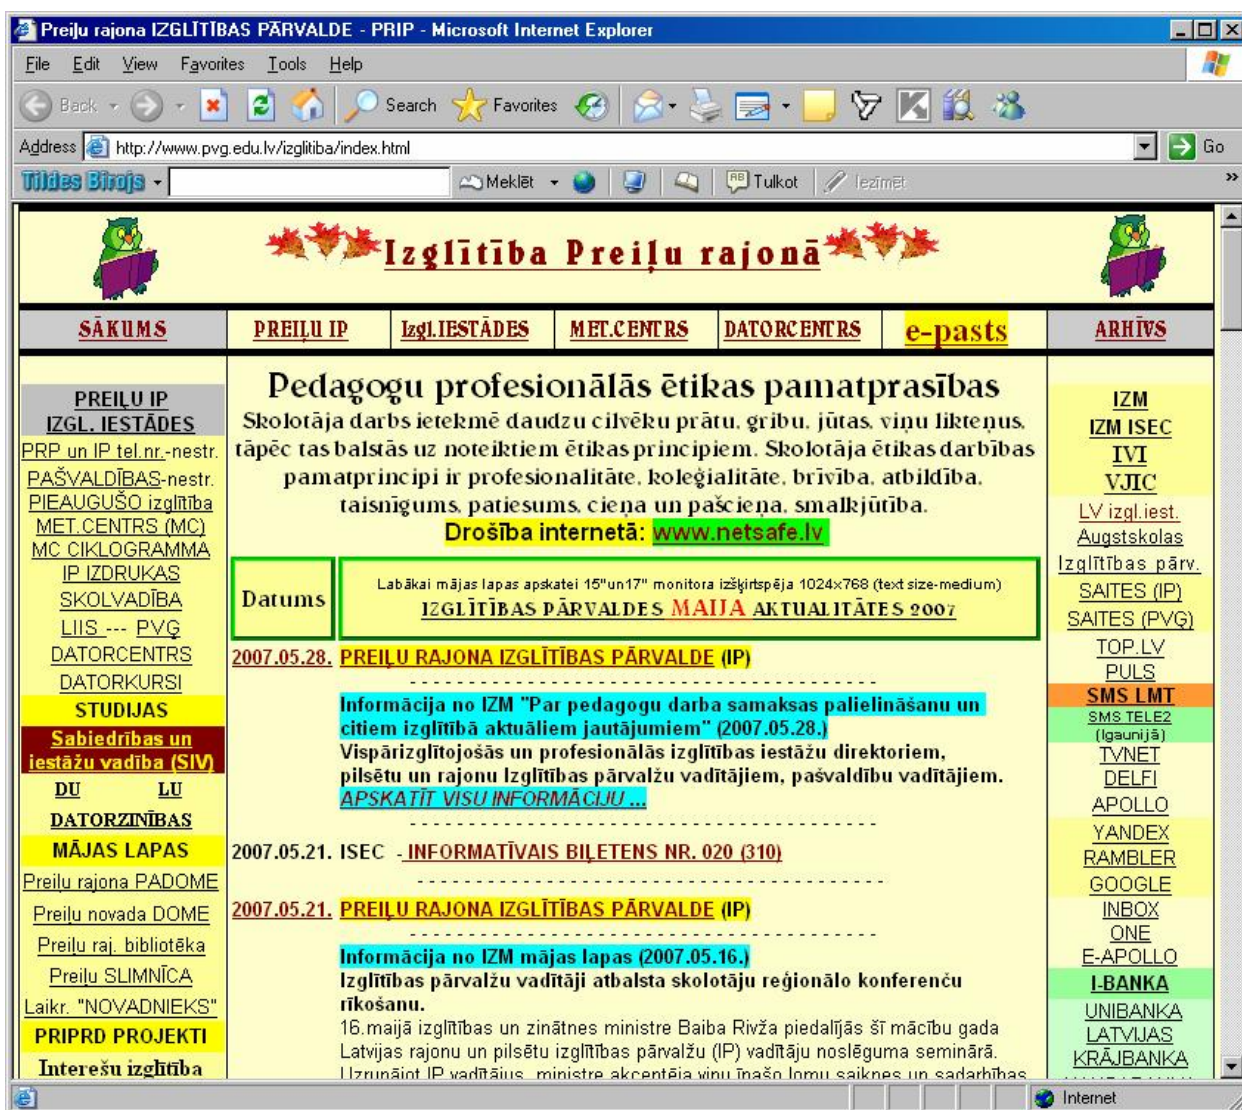 Preiļu rajona IZGLĪTĪBAS PĀRVALDE - PRIP - Microsoft Internet Explorer
File Edit View Favorites Tools Help
Back Search Favorites
Address http://www.pvg.edu.lv/izglitiba/index.html Go
Tildes Birojs Meklēt Tulkot Iezīmēt »
Izglītība Preiļu rajonā
SĀKUMS PREIĻU IP Izgl.IESTĀDES MET.CENTRS DATORCENTRS e-pasts ARHĪVS
PREIĻU IP
IZGL. IESTĀDES
PRP un IP tel.nr.-nestr.
PAŠVALDĪBAS-nestr.
PIEAUGUŠO izglītība
MET.CENTRS (MC)
MC CIKLOGRAMMA
IP IZDRUKAS
SKOLVADĪBA
LIIS --- PVĢ
DATORCENTRS
DATORKURSI
STUDIJAS
Sabiedrības un
iestāžu vadība (SIV)
DU LU
DATORZINĪBAS
MĀJAS LAPAS
Preiļu rajona PADOME
Preiļu novada DOME
Preiļu raj. bibliotēka
Preiļu SLIMNĪCA
Laikr. "NOVADNIEKS"
PRIPRD PROJEKTI
Interešu izglītība
Pedagogu profesionālās ētikas pamatprasības
Skolotāja darbs ietekmē daudzu cilvēku prātu, gribu, jūtas, viņu likteņus,
tāpēc tas balstās uz noteiktiem ētikas principiem. Skolotāja ētikas darbības
pamatprincipi ir profesionalitāte, koleģialitāte, brīvība, atbildība,
taisnīgums, patiesums, cieņa un pašcieņa, smalkjūtība.
Drošība internetā: www.netsafe.lv
Datums
Labākai mājas lapas apskatei 15"un17" monitora izšķirtspēja 1024x768 (text size-medium)
IZGLĪTĪBAS PĀRVALDES MAIJA AKTUALITĀTES 2007
2007.05.28. PREIĻU RAJONA IZGLĪTĪBAS PĀRVALDE (IP)
- - - - - - - - - - - - - - - - - - - - - - - - - - - - - - - - - - - - - - - -
Informācija no IZM "Par pedagogu darba samaksas palielināšanu un
citiem izglītībā aktuāliem jautājumiem" (2007.05.28.)
Vispārizglītojošās un profesionālās izglītības iestāžu direktoriem,
pilsētu un rajonu Izglītības pārvalžu vadītājiem, pašvaldību vadītājiem.
APSKATĪT VISU INFORMĀCIJU ...
- - - - - - - - - - - - - - - - - - - - - - - - - - - - - - - - - - - - - - - -
2007.05.21. ISEC - INFORMATĪVAIS BIĻETENS NR. 020 (310)
- - - - - - - - - - - - - - - - - - - - - - - - - - - - - - - - - - - - - - - -
2007.05.21. PREIĻU RAJONA IZGLĪTĪBAS PĀRVALDE (IP)
- - - - - - - - - - - - - - - - - - - - - - - - - - - - - - - - - - - - - - - -
Informācija no IZM mājas lapas (2007.05.16.)
Izglītības pārvalžu vadītāji atbalsta skolotāju reģionālo konferenču
rīkošanu.
16.maijā izglītības un zinātnes ministre Baiba Rivža piedalījās šī mācību gada
Latvijas rajonu un pilsētu izglītības pārvalžu (IP) vadītāju noslēguma seminārā.
Uzrunājot IP vadītājus, ministre akcentēja viņu īpašo lomu saiknes un sadarbības
IZM
IZM ISEC
IVI
VJIC
LV izgl.iest.
Augstskolas
Izglītības pārv.
SAITES (IP)
SAITES (PVĢ)
TOP.LV
PULS
SMS LMT
SMS TELE2
(Igaunijā)
TVNET
DELFI
APOLLO
YANDEX
RAMBLER
GOOGLE
INBOX
ONE
E-APOLLO
I-BANKA
UNIBANKA
LATVIJAS
KRĀJBANKA
Internet